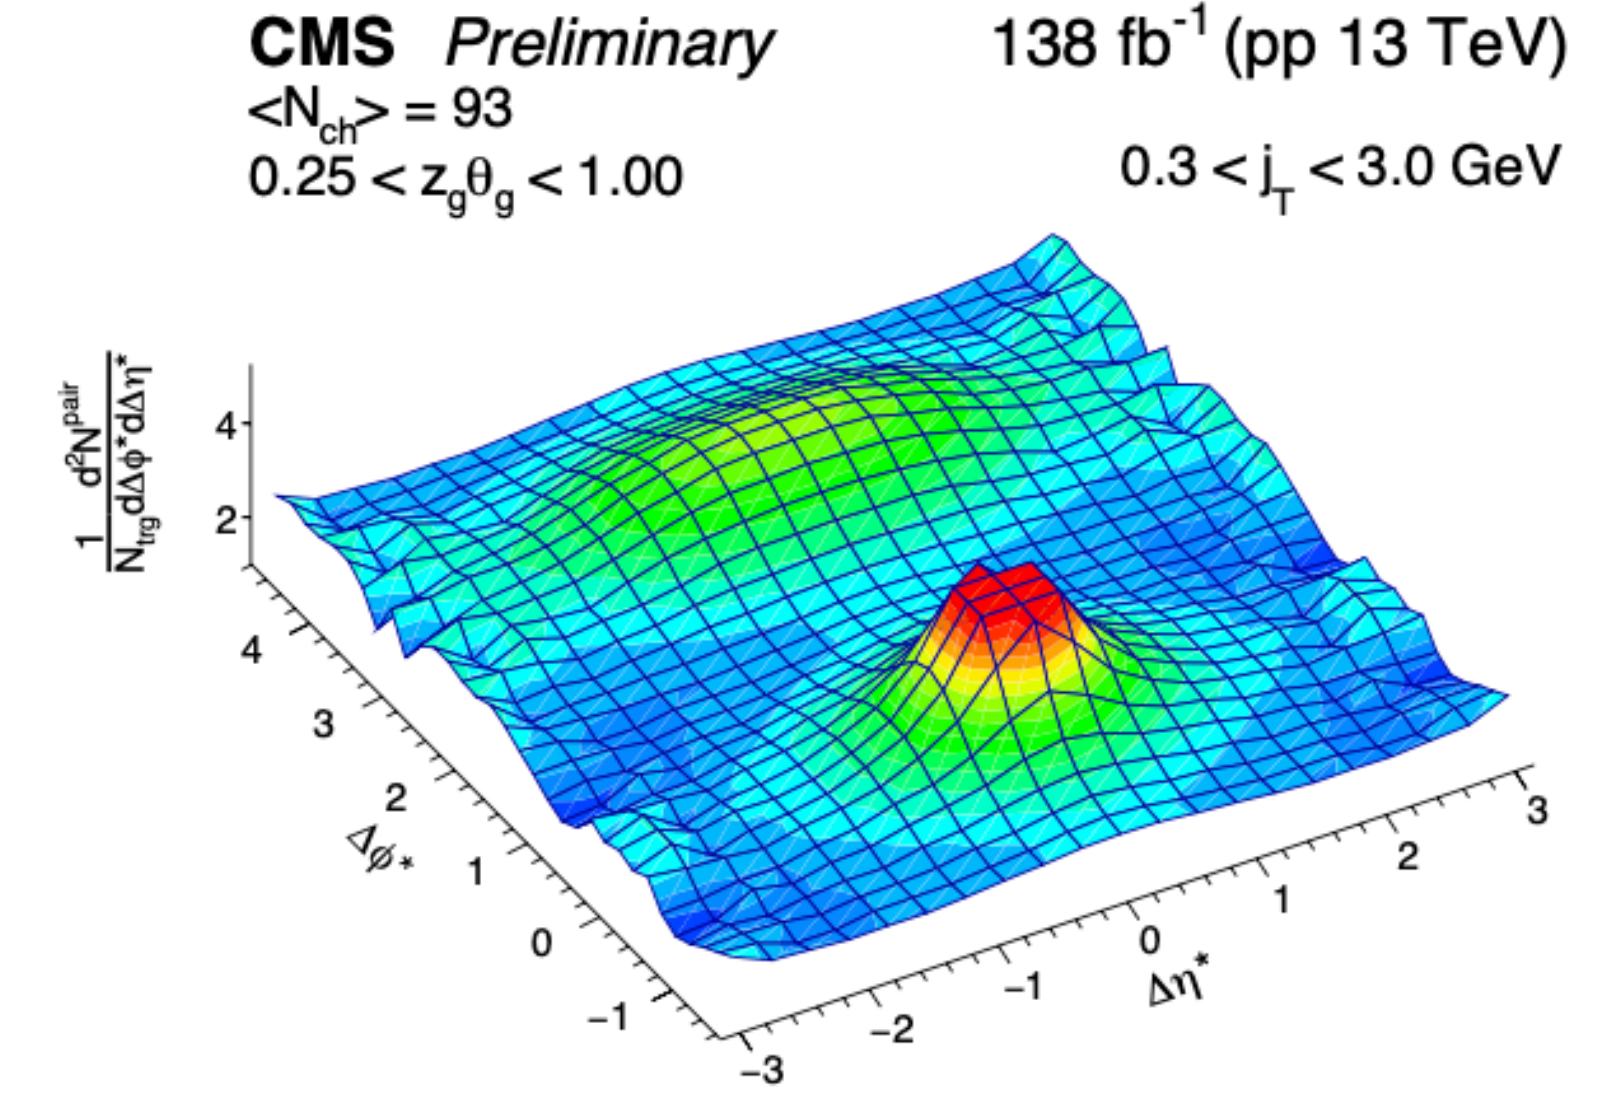 CMS Preliminary 138 fb⁻¹ (pp 13 TeV)
<N_ch> = 93
0.25 < z_gθ_g < 1.00 0.3 < j_T < 3.0 GeV
1 d²N^pair
N_trg dΔϕ*dΔη*
4
2
4
3
2
1
0
−1
Δϕ*
−3
−2
−1
0
1
2
3
Δη*